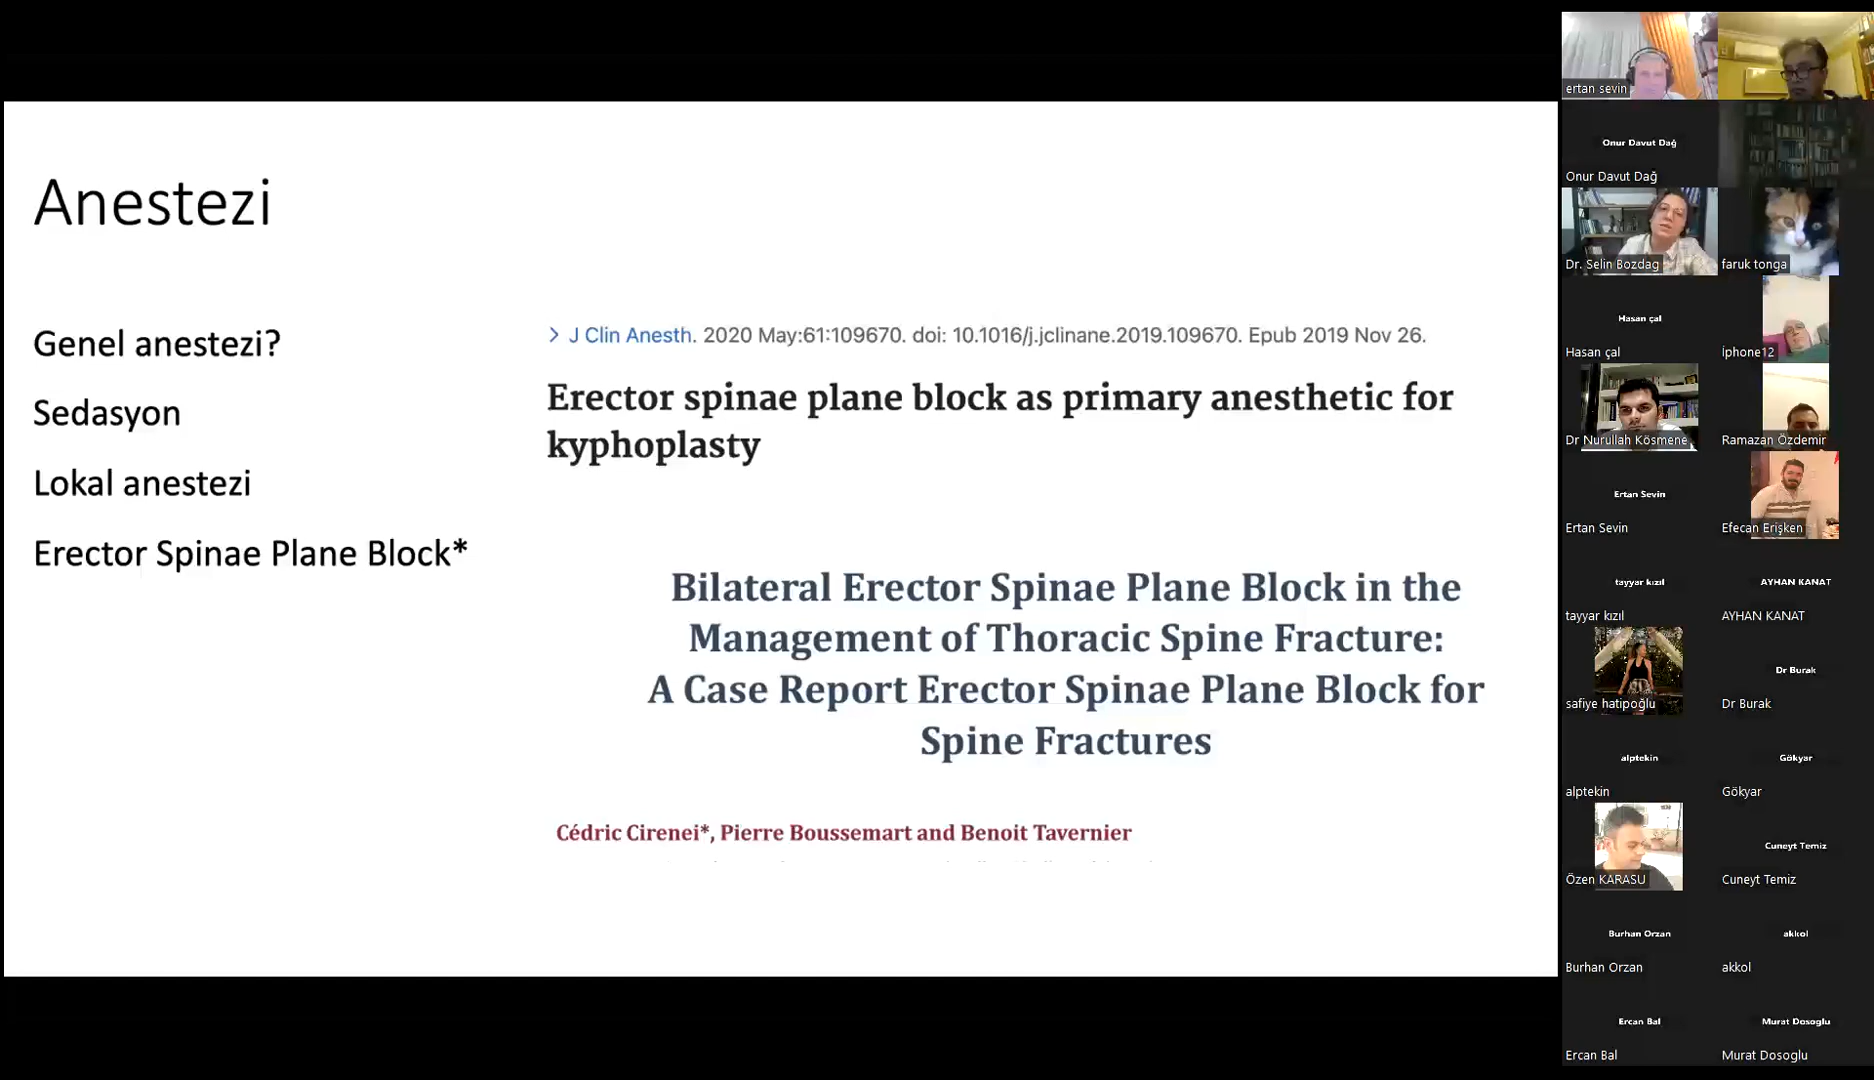 Anestezi
Genel anestezi?
Sedasyon
Lokal anestezi
Erector Spinae Plane Block*
> J Clin Anesth. 2020 May:61:109670. doi: 10.1016/j.jclinane.2019.109670. Epub 2019 Nov 26.
Erector spinae plane block as primary anesthetic for
kyphoplasty
Bilateral Erector Spinae Plane Block in the
Management of Thoracic Spine Fracture:
A Case Report Erector Spinae Plane Block for
Spine Fractures
Cédric Cirenei*, Pierre Boussemart and Benoit Tavernier
ertan sevin
Onur Davut Dağ
Onur Davut Dağ
Dr. Selin Bozdag
faruk tonga
Hasan çal
Hasan çal
İphone12
Dr Nurullah Kösmene
Ramazan Özdemir
Ertan Sevin
Ertan Sevin
Efecan Erişken
tayyar kızıl
AYHAN KANAT
tayyar kızıl
AYHAN KANAT
Dr Burak
safiye hatipoğlu
Dr Burak
alptekin
Gökyar
alptekin
Gökyar
Cuneyt Temiz
Özen KARASU
Cuneyt Temiz
Burhan Orzan
akkol
Burhan Orzan
akkol
Ercan Bal
Murat Dosoglu
Ercan Bal
Murat Dosoglu